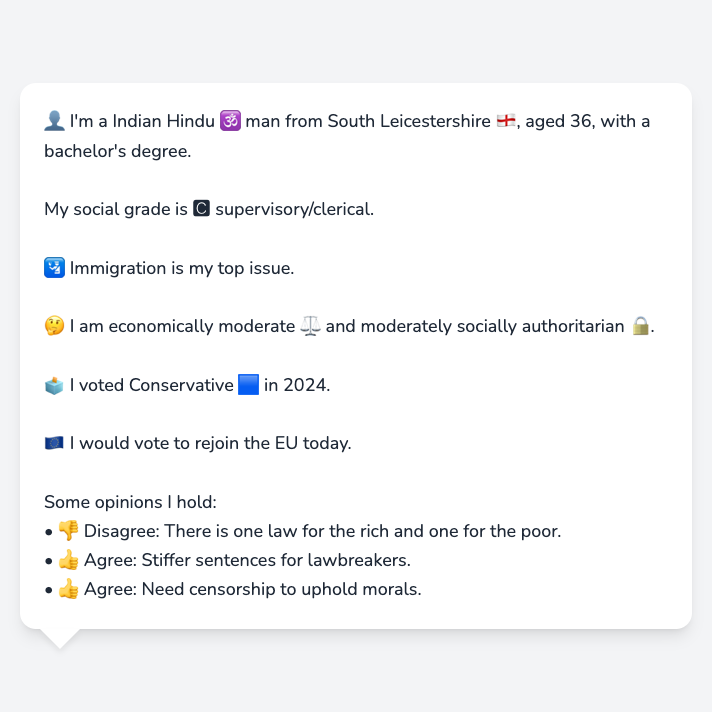 👤 I'm a Indian Hindu 🕉️ man from South Leicestershire 🏴󠁧󠁢󠁥󠁮󠁧󠁿, aged 36, with a
bachelor's degree.
My social grade is 🅲 supervisory/clerical.
🛂 Immigration is my top issue.
🤔 I am economically moderate ⚖️ and moderately socially authoritarian 🔒.
🗳️ I voted Conservative 🟦 in 2024.
🇪🇺 I would vote to rejoin the EU today.
Some opinions I hold:
• 👎 Disagree: There is one law for the rich and one for the poor.
• 👍 Agree: Stiffer sentences for lawbreakers.
• 👍 Agree: Need censorship to uphold morals.